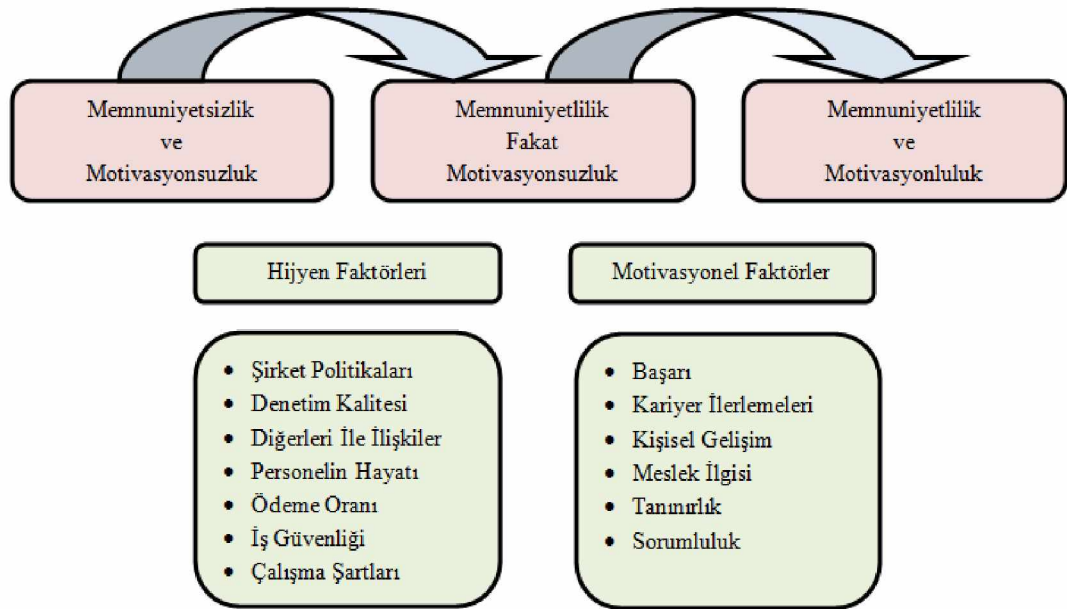 Memnuniyetsizlik
ve
Motivasyonsuzluk
Memnuniyetlilik
Fakat
Motivasyonsuzluk
Memnuniyetlilik
ve
Motivasyonluluk
Hijyen Faktörleri
Motivasyonel Faktörler
• Şirket Politikaları
• Denetim Kalitesi
• Diğerleri İle İlişkiler
• Personelin Hayatı
• Ödeme Oranı
• İş Güvenliği
• Çalışma Şartları
• Başarı
• Kariyer İlerlemeleri
• Kişisel Gelişim
• Meslek İlgisi
• Tanınırlık
• Sorumluluk